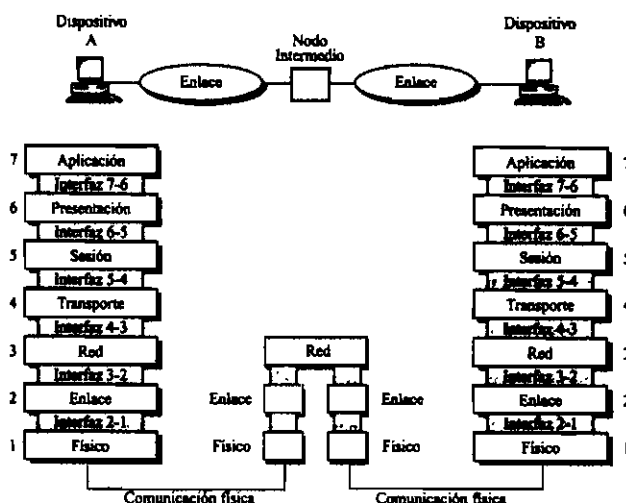 Dispositivo
A
Nodo
Intermedio
Dispositivo
B
Enlace
Enlace
7 Aplicación
Interfaz 7-6
6 Presentación
Interfaz 6-5
5 Sesión
Interfaz 5-4
4 Transporte
Interfaz 4-3
3 Red
Interfaz 3-2
2 Enlace
Interfaz 2-1
1 Físico
Red
Enlace
Enlace
Físico
Físico
Aplicación
Interfaz 7-6
Presentación
Interfaz 6-5
Sesión
Interfaz 5-4
Transporte
Interfaz 4-3
Red
Interfaz 3-2
Enlace
Interfaz 2-1
Físico
Comunicación física
Comunicación física